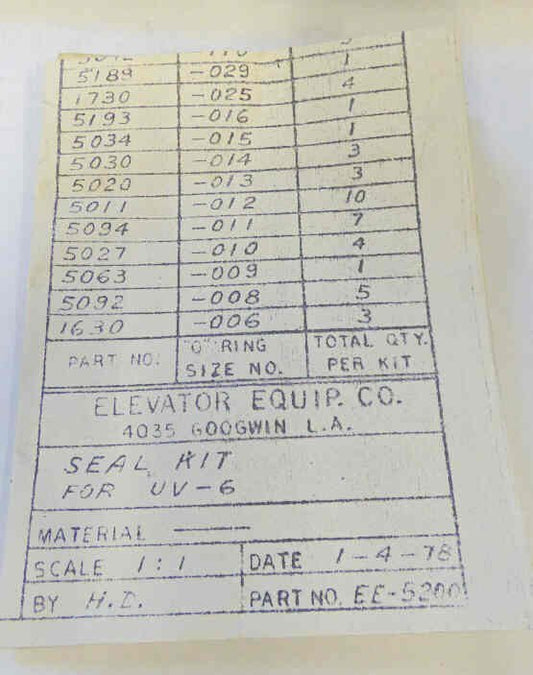 5189 -029 1
1730 -025 4
5193 -016 1
5034 -015 1
5030 -014 3
5020 -013 3
5011 -012 10
5094 -011 7
5027 -010 4
5063 -009 1
5092 -008 5
1630 -006 3
PART NO. "O" RING SIZE NO. TOTAL QTY. PER KIT
ELEVATOR EQUIP. CO.
4035 GOOGWIN L.A.
SEAL KIT
FOR UV-6
MATERIAL —
SCALE 1:1 DATE 1-4-78
BY H.D. PART NO. EE-5200